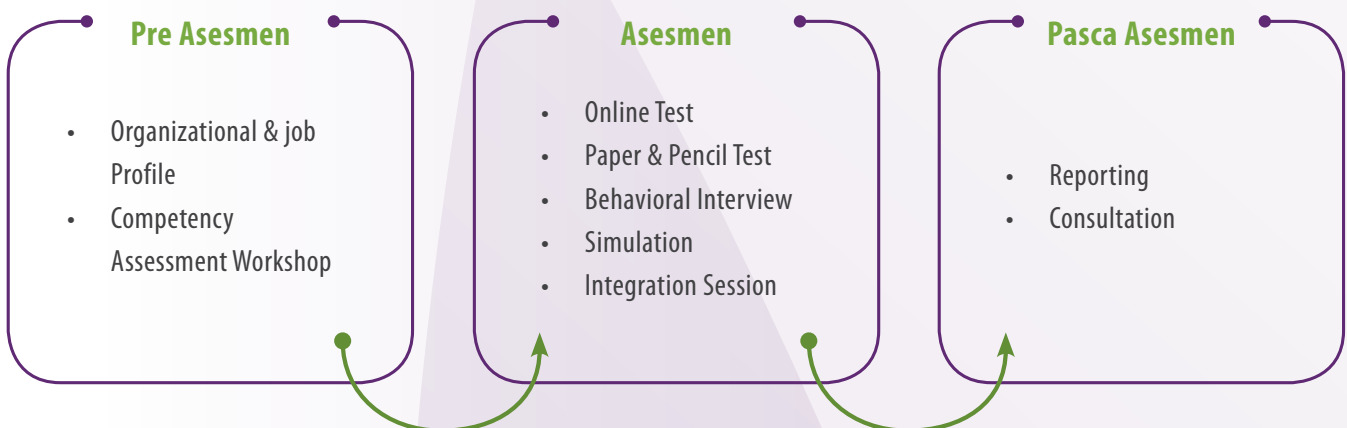 Pre Asesmen
• Organizational & job
Profile
• Competency
Assessment Workshop
Asesmen
• Online Test
• Paper & Pencil Test
• Behavioral Interview
• Simulation
• Integration Session
Pasca Asesmen
• Reporting
• Consultation